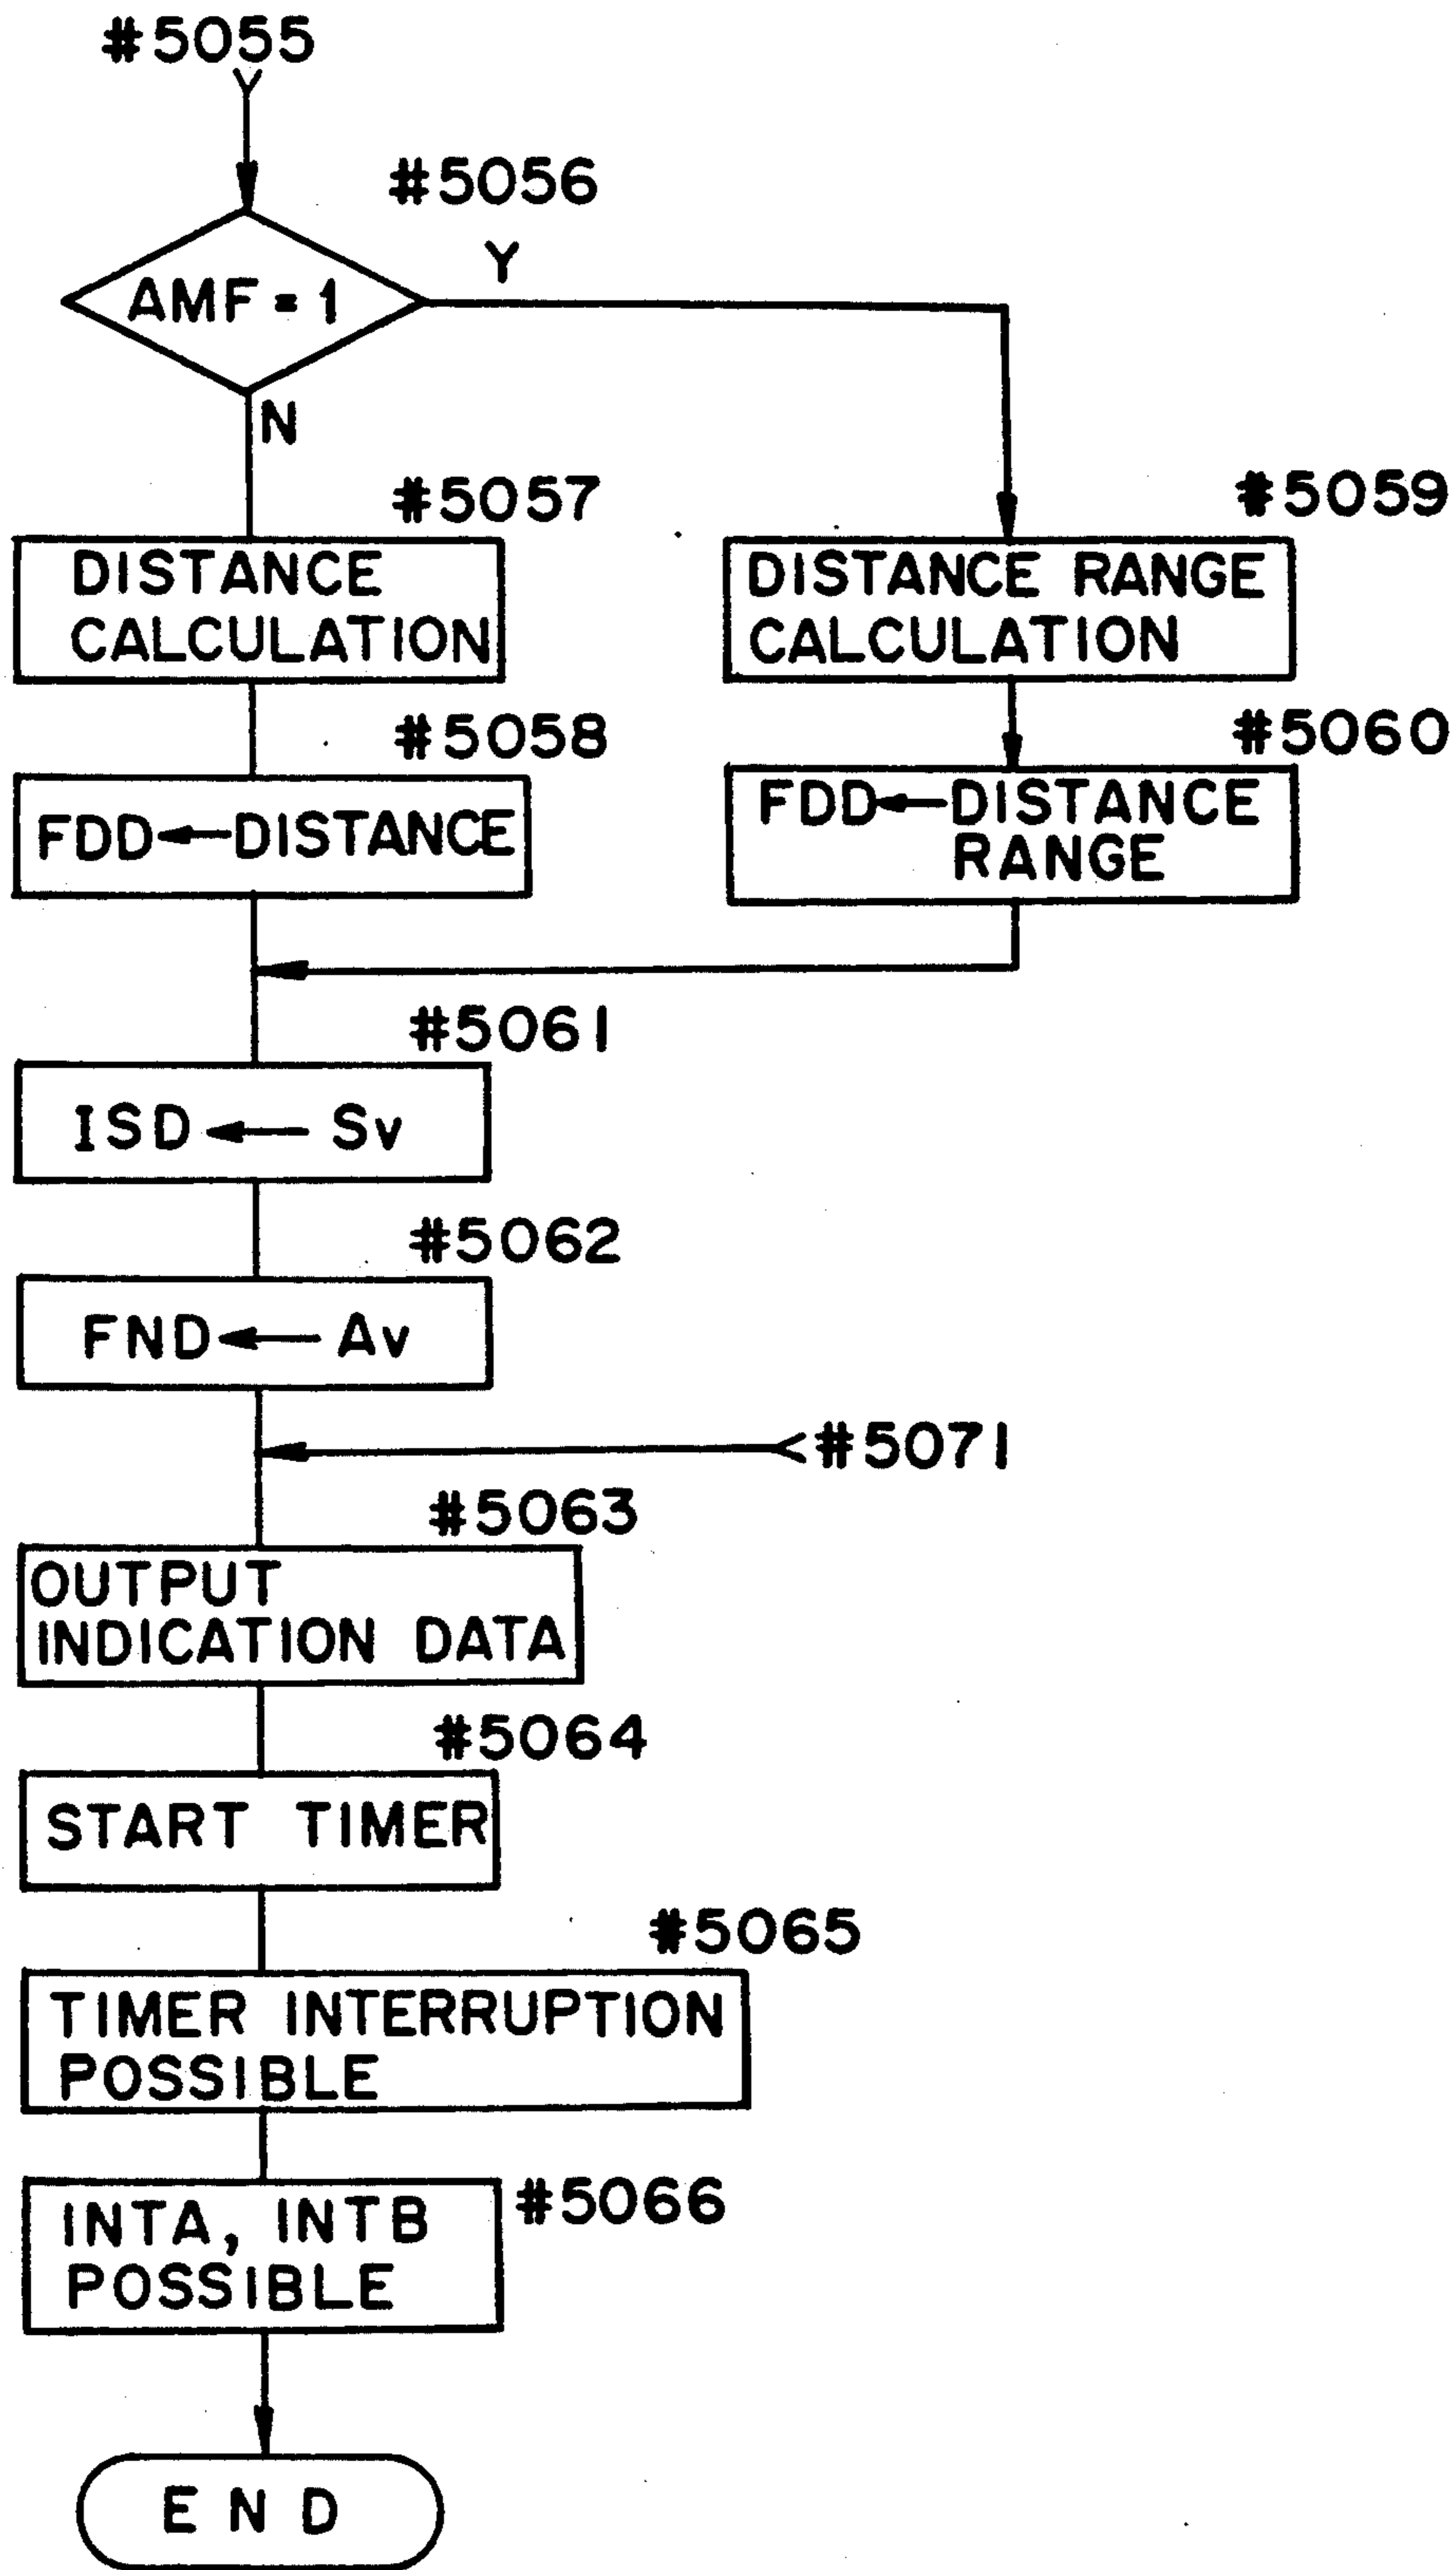 #5055
#5056
AMF = 1
Y
N
#5057
DISTANCE
CALCULATION
#5059
DISTANCE RANGE
CALCULATION
#5058
FDD←DISTANCE
#5060
FDD←DISTANCE
RANGE
#5061
ISD ← Sv
#5062
FND ← Av
#5071
#5063
OUTPUT
INDICATION DATA
#5064
START TIMER
#5065
TIMER INTERRUPTION
POSSIBLE
#5066
INTA, INTB
POSSIBLE
END